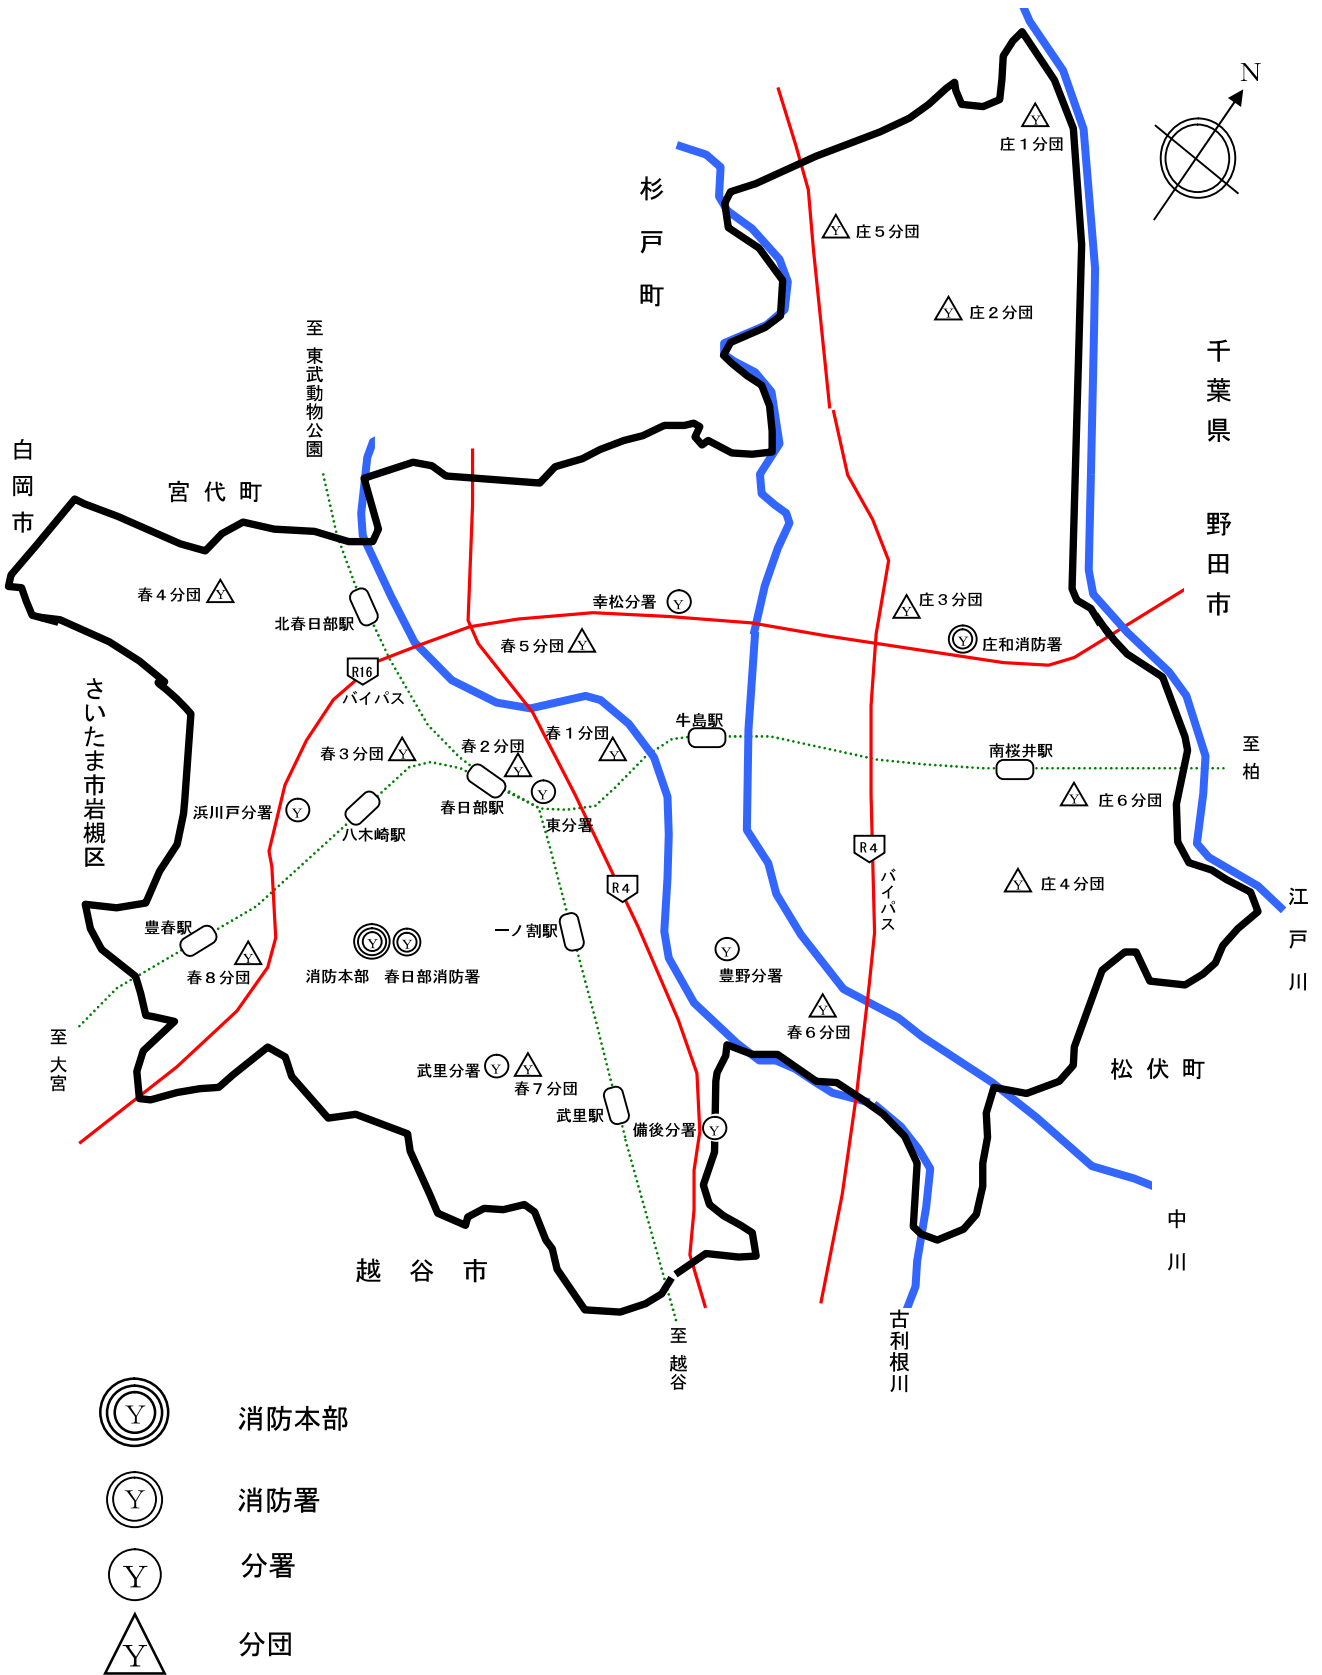 N
庄1分団
杉戸町
庄5分団
庄2分団
至 東武動物公園
千葉県 野田市
白岡市
宮代町
春4分団
北春日部駅
幸松分署
庄3分団
庄和消防署
春5分団
R16
バイパス
さいたま市岩槻区
牛島駅
春1分団
春2分団
春3分団
南桜井駅
至 柏
春日部駅
東分署
浜川戸分署
八木崎駅
庄6分団
R4
バイパス
R4
庄4分団
江戸川
豊春駅
春8分団
一ノ割駅
消防本部
春日部消防署
豊野分署
春6分団
至 大宮
武里分署
春7分団
武里駅
備後分署
松伏町
中川
越谷市
至 越谷
古利根川
Y 消防本部
Y 消防署
Y 分署
Y 分団